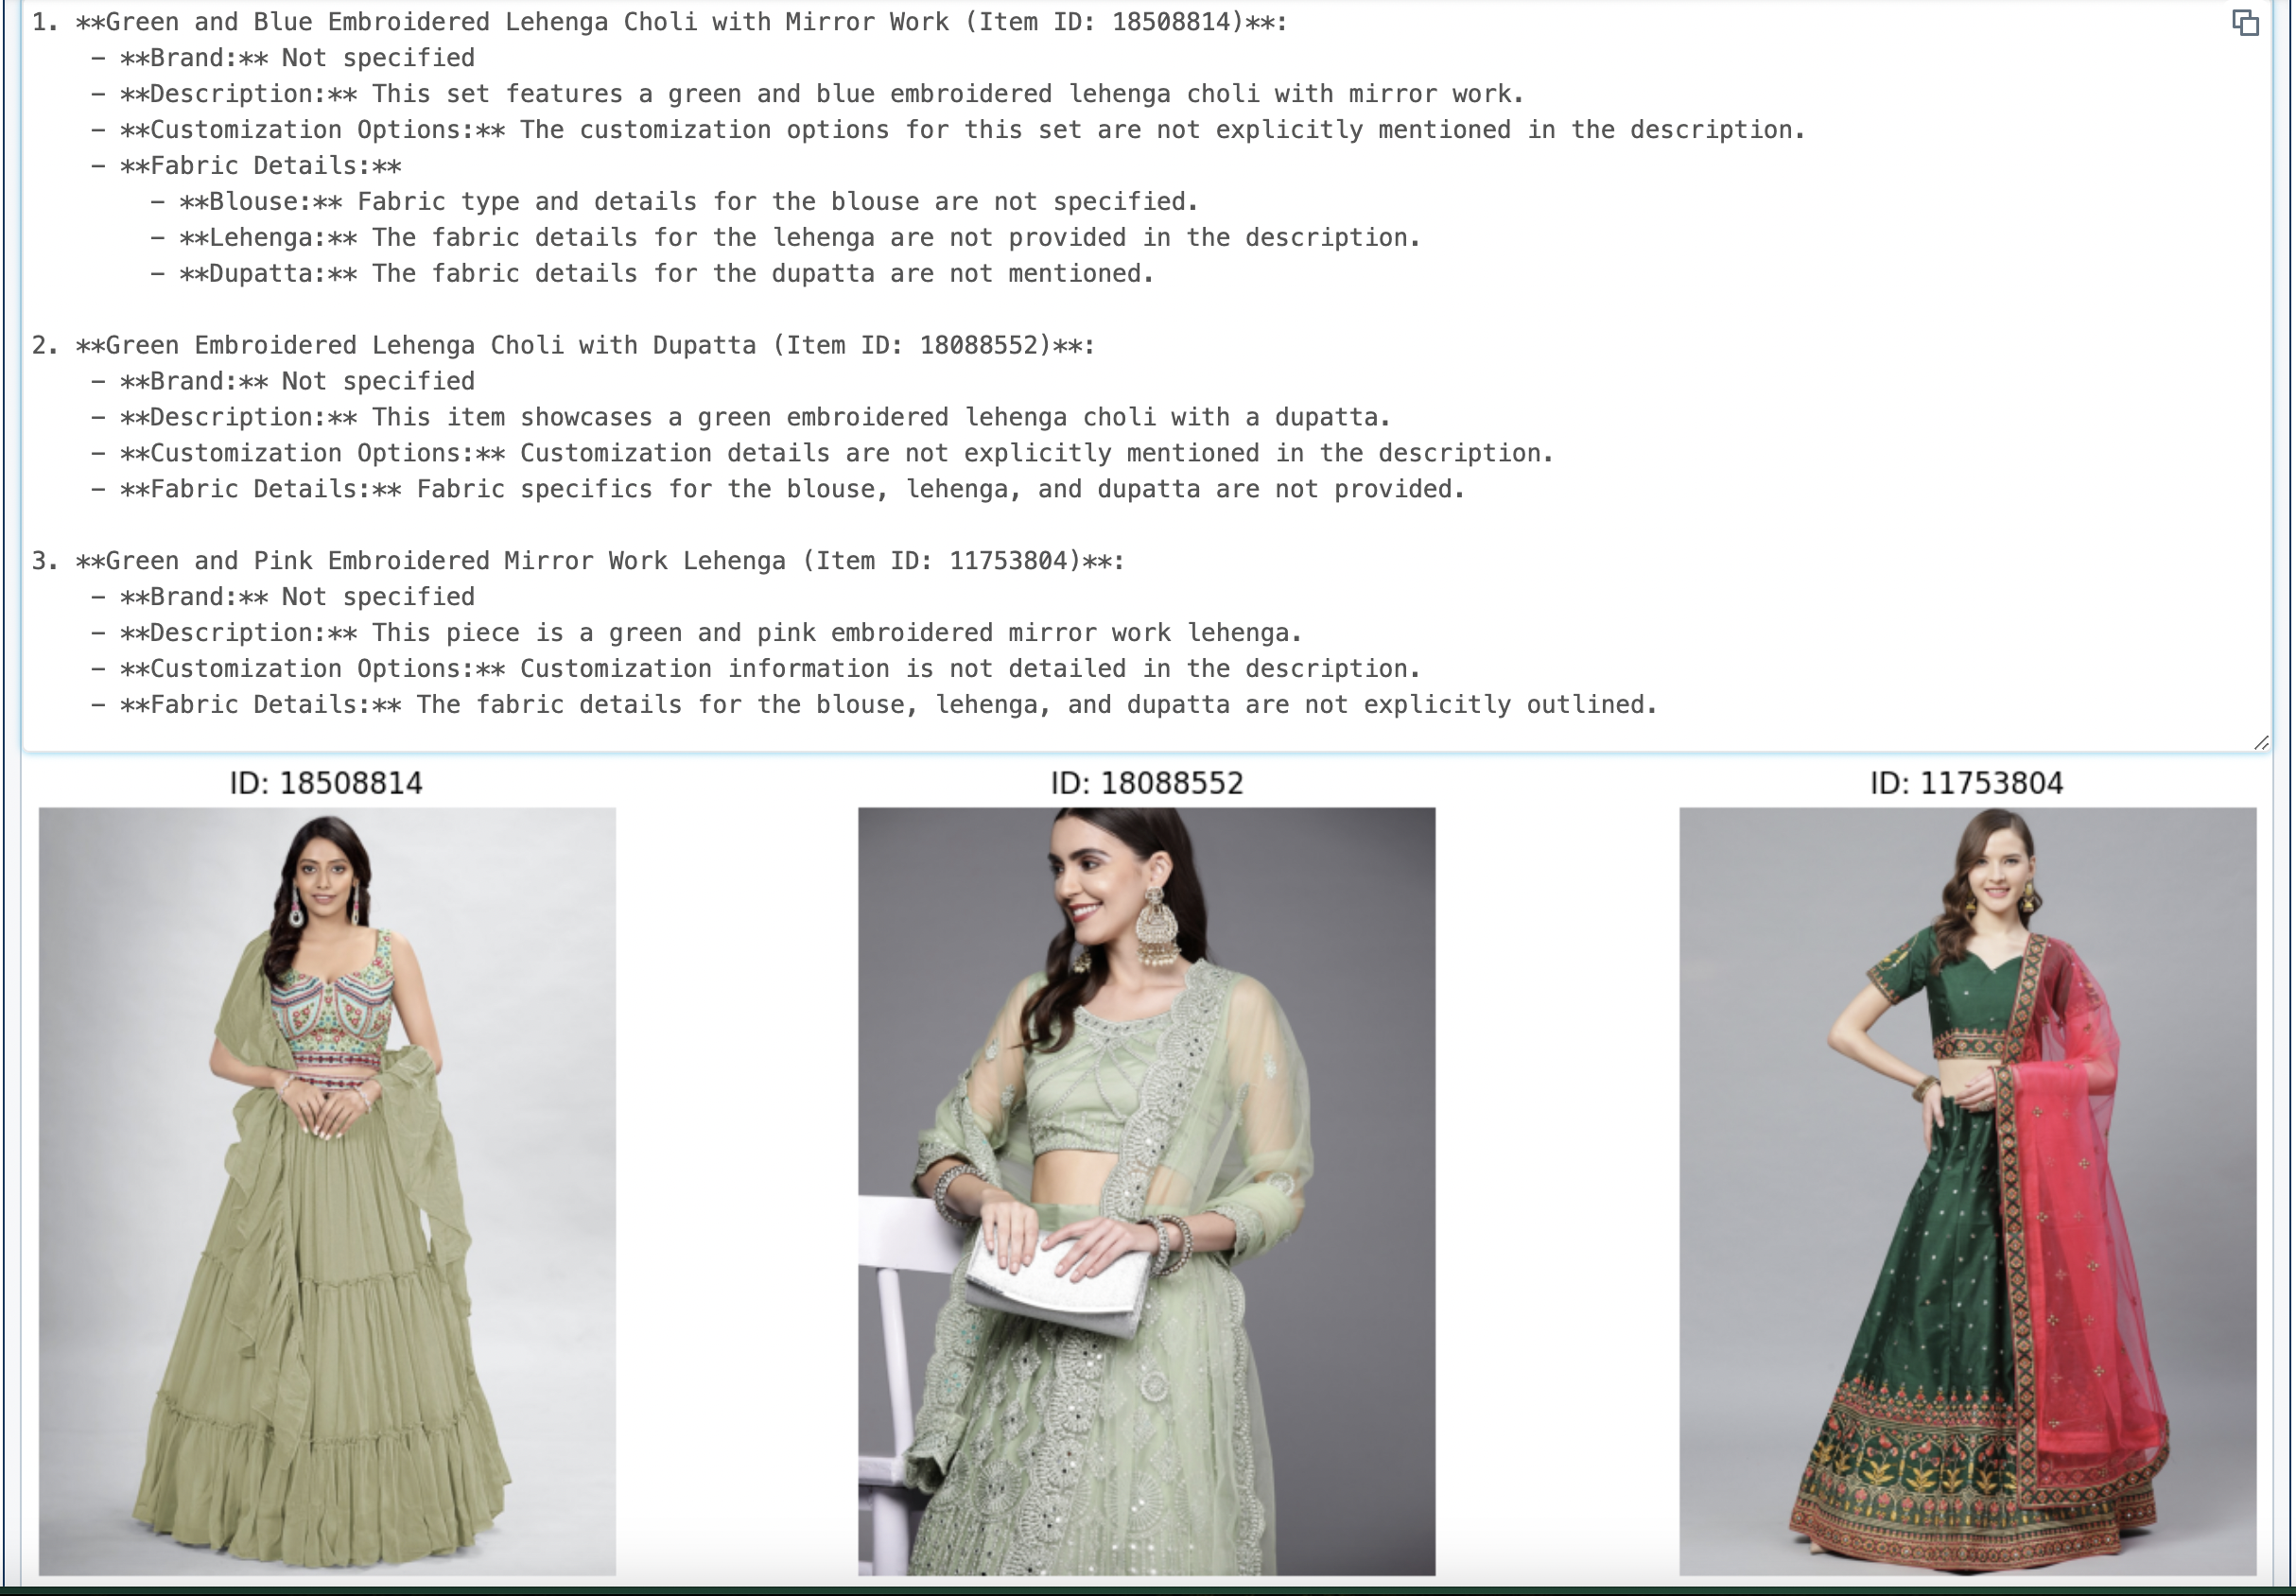 1. **Green and Blue Embroidered Lehenga Choli with Mirror Work (Item ID: 18508814)**:
– **Brand:** Not specified
– **Description:** This set features a green and blue embroidered lehenga choli with mirror work.
– **Customization Options:** The customization options for this set are not explicitly mentioned in the description.
– **Fabric Details:**
– **Blouse:** Fabric type and details for the blouse are not specified.
– **Lehenga:** The fabric details for the lehenga are not provided in the description.
– **Dupatta:** The fabric details for the dupatta are not mentioned.
2. **Green Embroidered Lehenga Choli with Dupatta (Item ID: 18088552)**:
– **Brand:** Not specified
– **Description:** This item showcases a green embroidered lehenga choli with a dupatta.
– **Customization Options:** Customization details are not explicitly mentioned in the description.
– **Fabric Details:** Fabric specifics for the blouse, lehenga, and dupatta are not provided.
3. **Green and Pink Embroidered Mirror Work Lehenga (Item ID: 11753804)**:
– **Brand:** Not specified
– **Description:** This piece is a green and pink embroidered mirror work lehenga.
– **Customization Options:** Customization information is not detailed in the description.
– **Fabric Details:** The fabric details for the blouse, lehenga, and dupatta are not explicitly outlined.
ID: 18508814
ID: 18088552
ID: 11753804